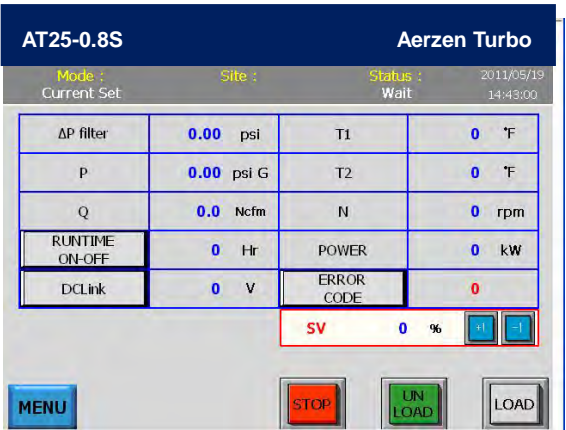 AT25-0.8S Aerzen Turbo
Mode : Site : Status : 2011/05/19
Current Set Wait 14:43:00
ΔP filter 0.00 psi T1 0 °F
P 0.00 psi G T2 0 °F
Q 0.0 Ncfm N 0 rpm
RUNTIME
ON-OFF 0 Hr POWER 0 kW
DCLink 0 V ERROR
CODE 0
SV 0 % +1 -1
MENU STOP UN
LOAD LOAD